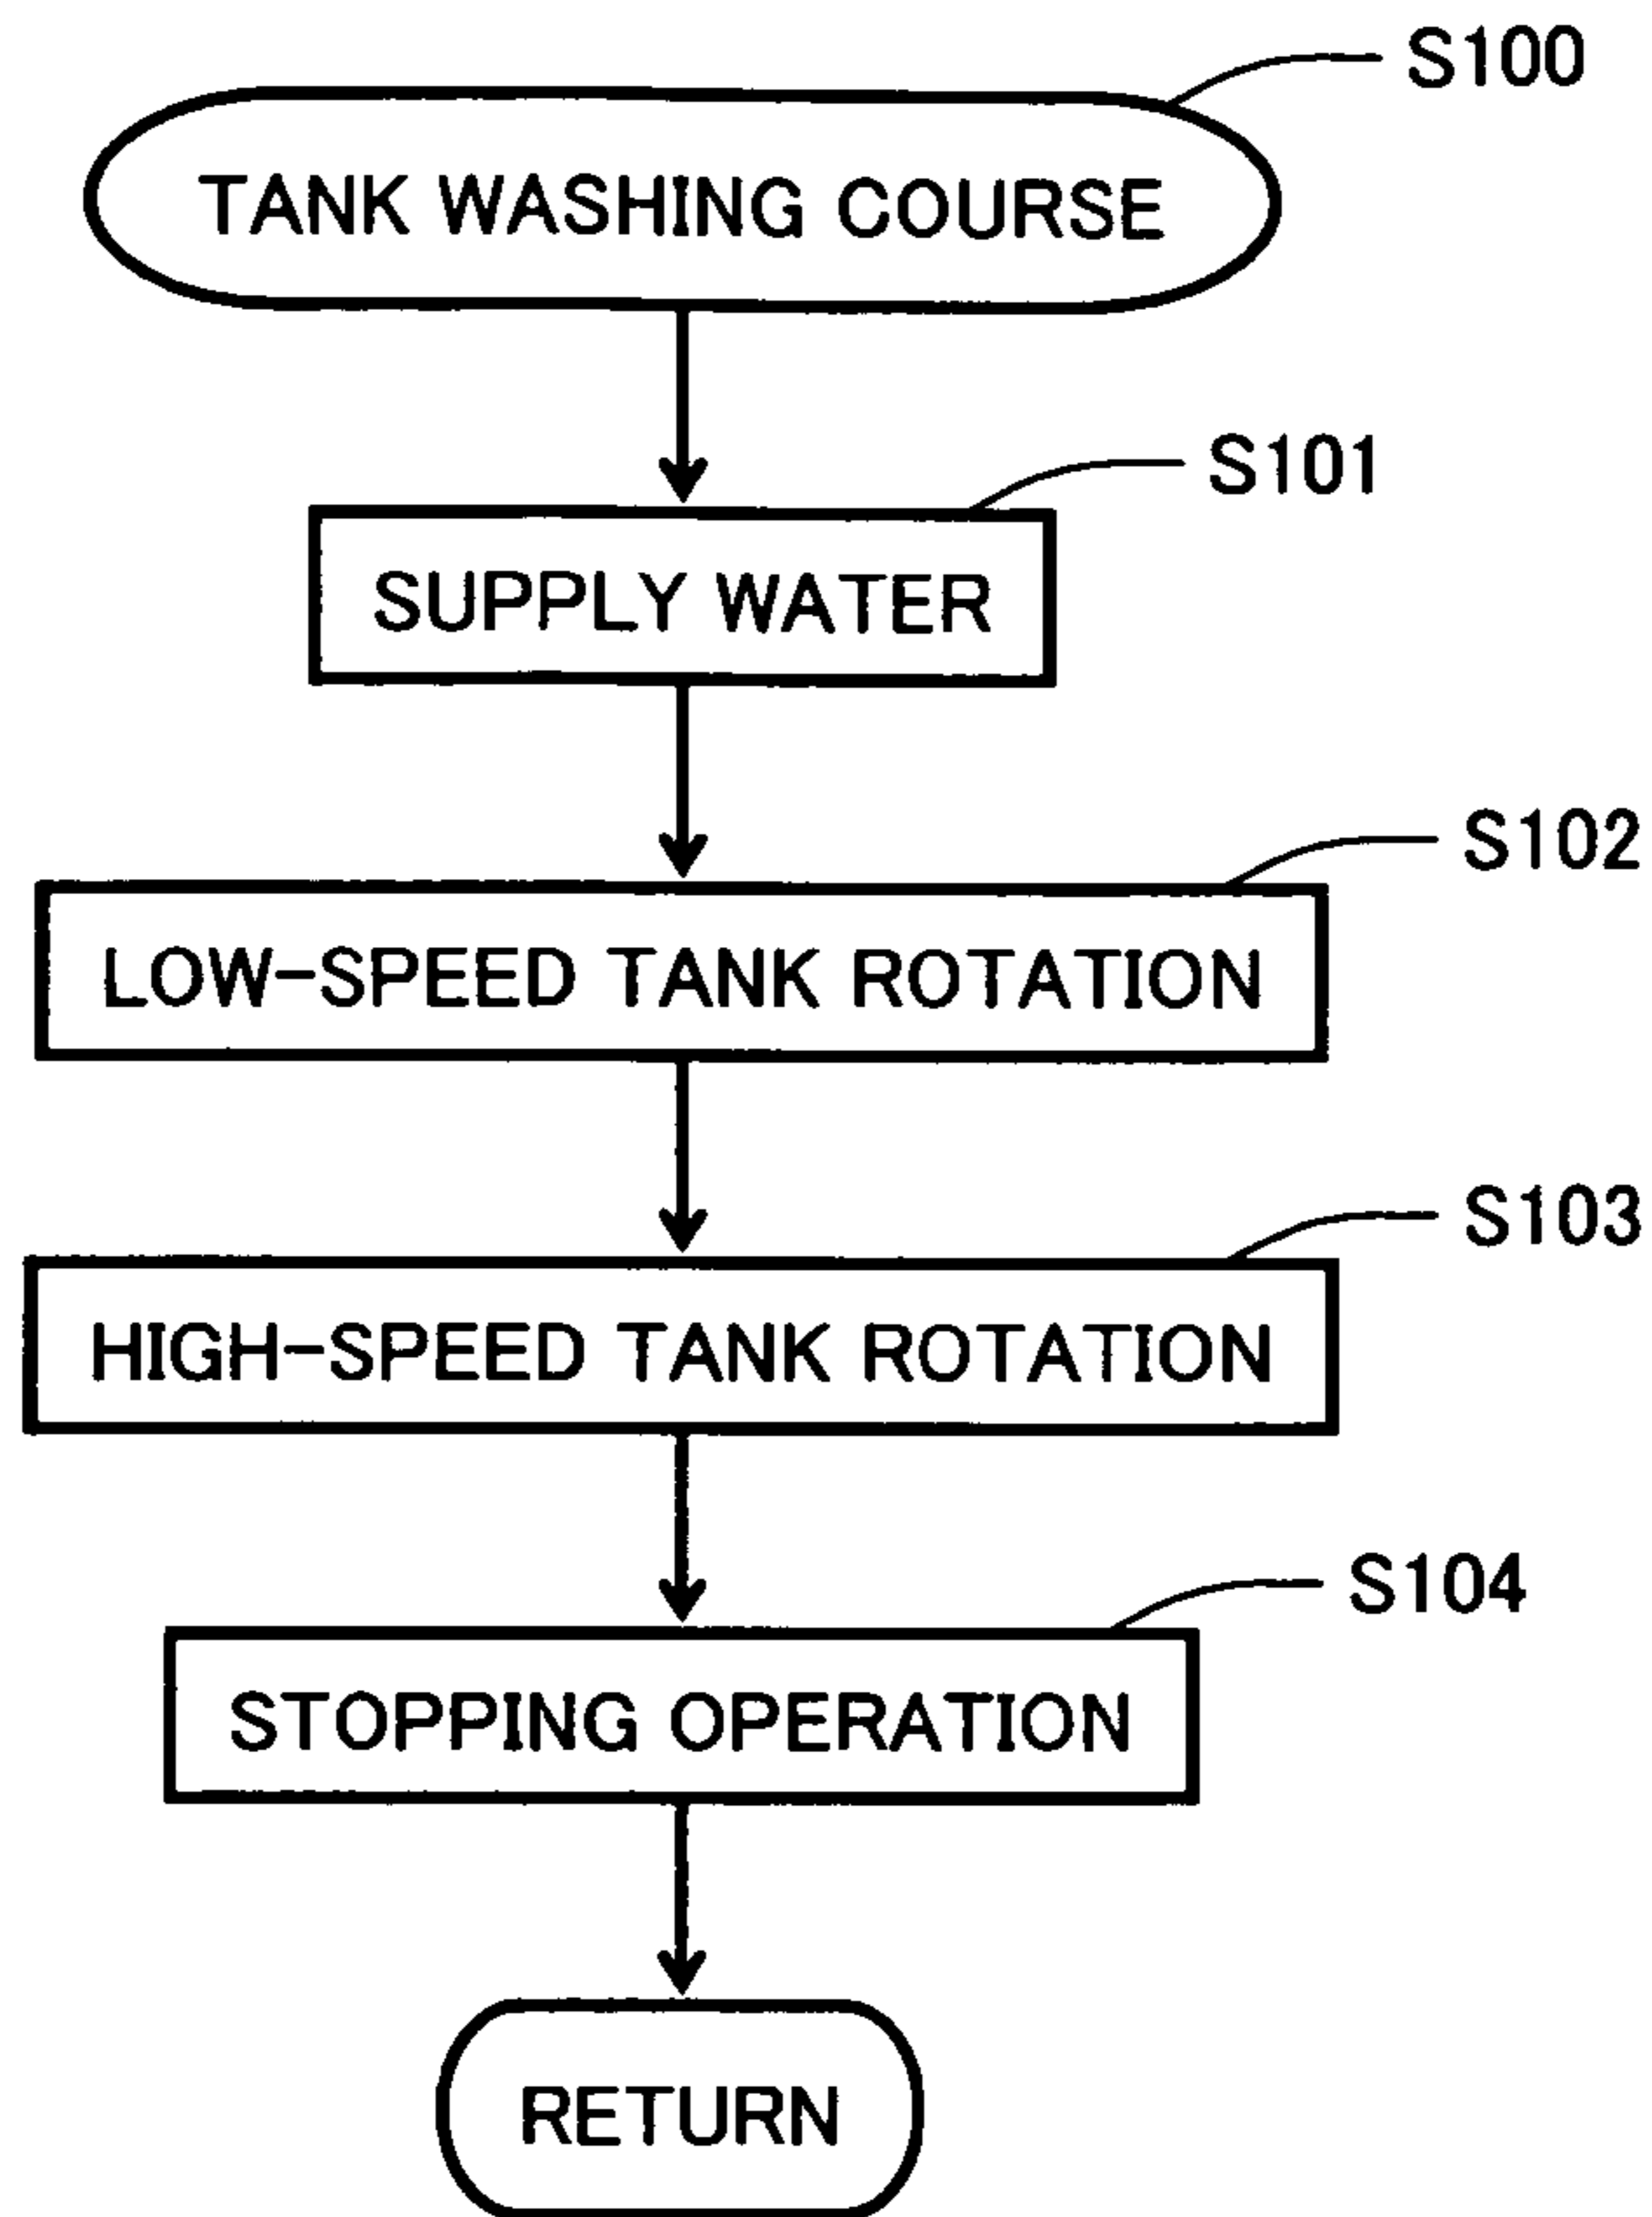 S100
TANK WASHING COURSE
S101
SUPPLY WATER
S102
LOW-SPEED TANK ROTATION
S103
HIGH-SPEED TANK ROTATION
S104
STOPPING OPERATION
RETURN